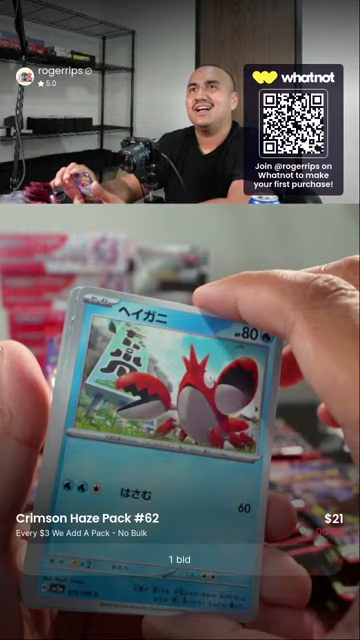 rogerrips
5.0
whatnot
Join @rogerrips on
Whatnot to make
your first purchase!
ヘイガニ
80
はさむ
60
Crimson Haze Pack #62
$21
Every $3 We Add A Pack - No Bulk
1 bid